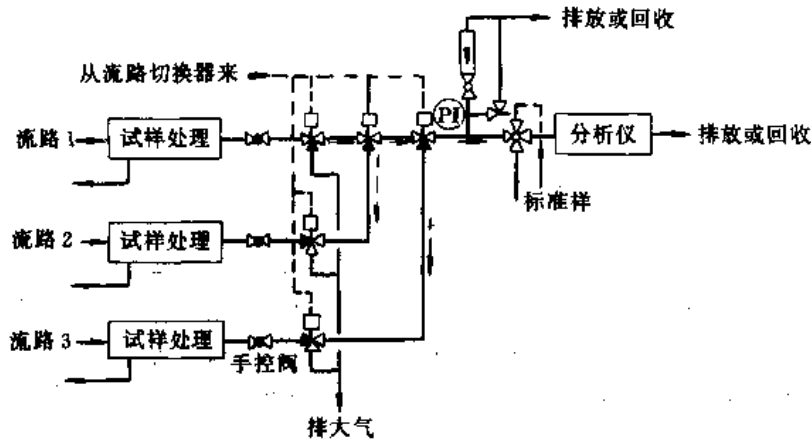 排放或回收
从流路切换器来
PI
流路1
试样处理
分析仪
排放或回收
标准样
流路2
试样处理
流路3
试样处理
手控阀
排大气